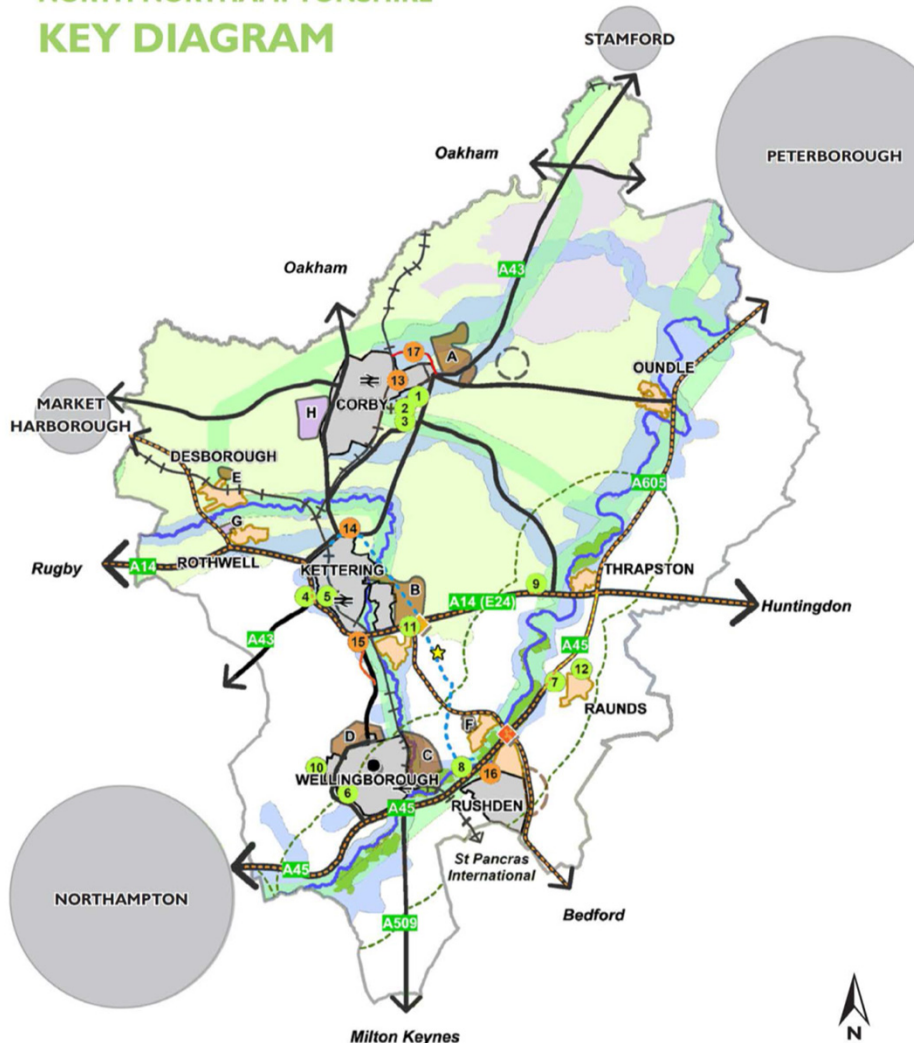 NORTH NORTHAMPTONSHIRE
KEY DIAGRAM
STAMFORD
PETERBOROUGH
Oakham
Oakham
A43
17
A
13
1
2
3
CORBY
H
OUNDLE
MARKET
HARBOROUGH
DESBOROUGH
E
A605
G
14
ROTHWELL
KETTERING
Rugby
A14
B
9
THRAPSTON
4
5
A14 (E24)
Huntingdon
11
A43
15
A45
12
7
RAUNDS
F
D
C
10
WELLINGBOROUGH
8
16
6
A45
RUSHDEN
St Pancras
International
A45
NORTHAMPTON
Bedford
A509
Milton Keynes
N